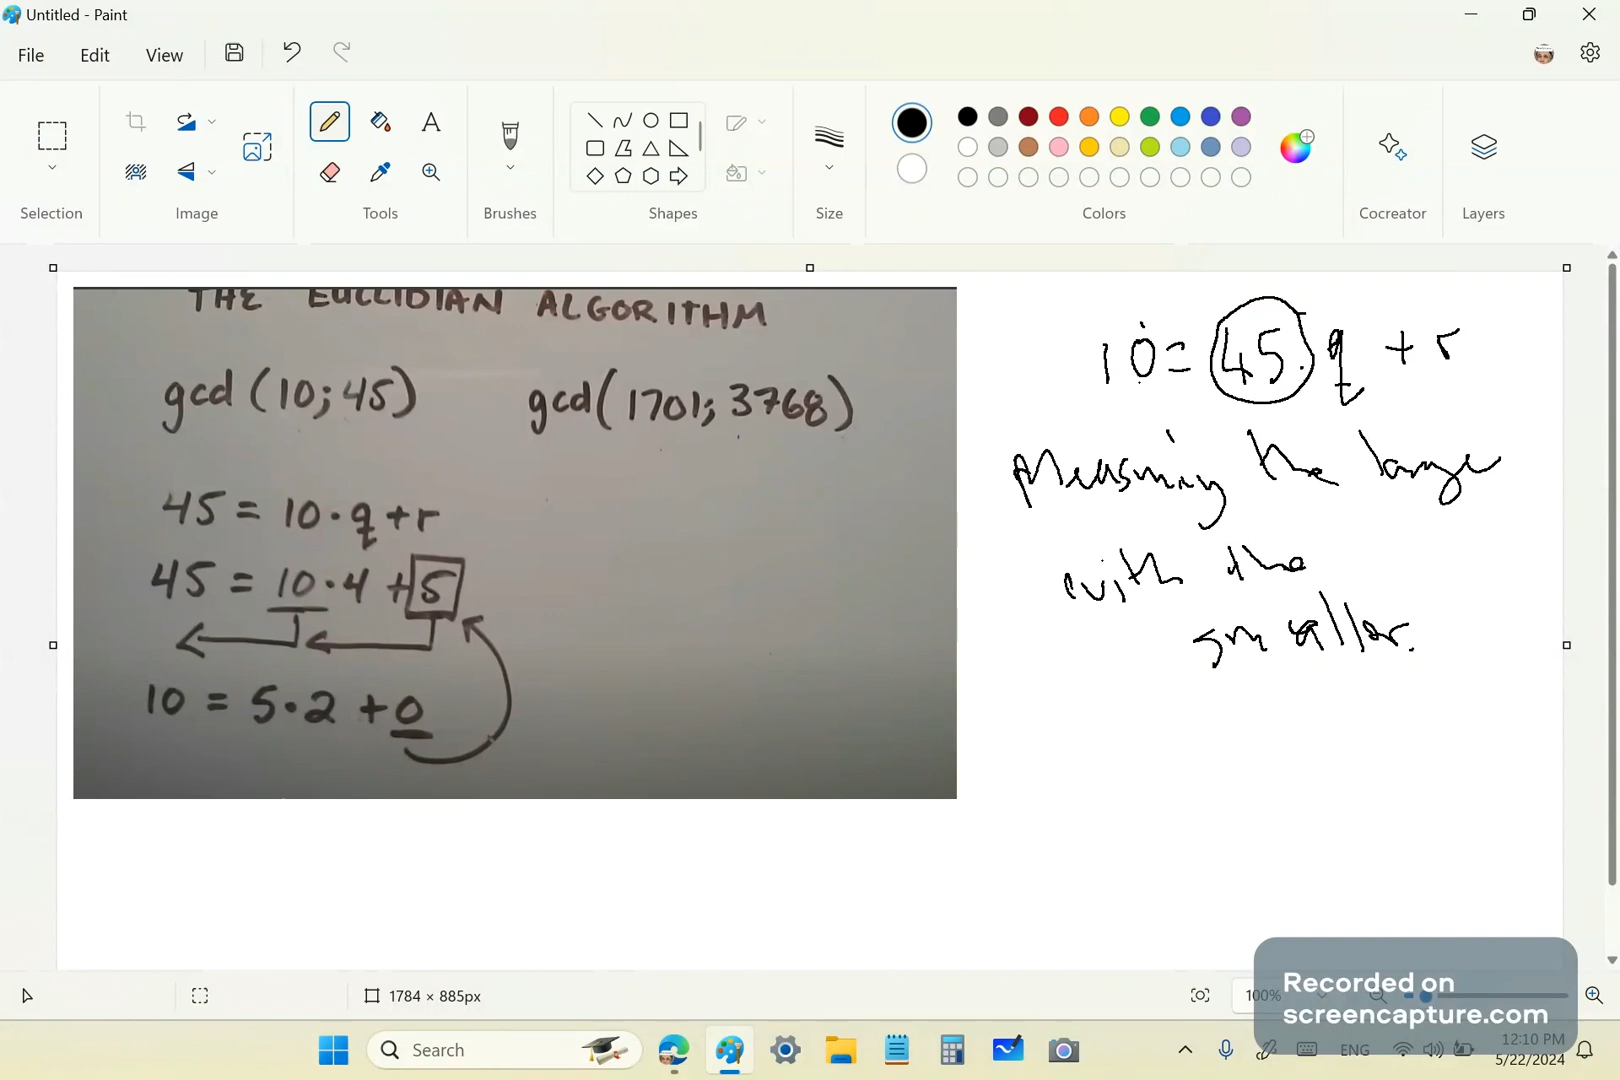 Untitled - Paint
File Edit View
Selection Image Tools Brushes Shapes Size Colors Cocreator Layers
THE EUCLIDIAN ALGORITHM
gcd (10; 45) gcd(1701; 3768)
45 = 10 · q + r
45 = 10 · 4 + 5
10 = 5 · 2 + 0
10 = 45 . q + r
Measuring the large
with the
smaller.
1784 × 885px 100%
Recorded on
screencapture.com
Search ENG 12:10 PM
5/22/2024